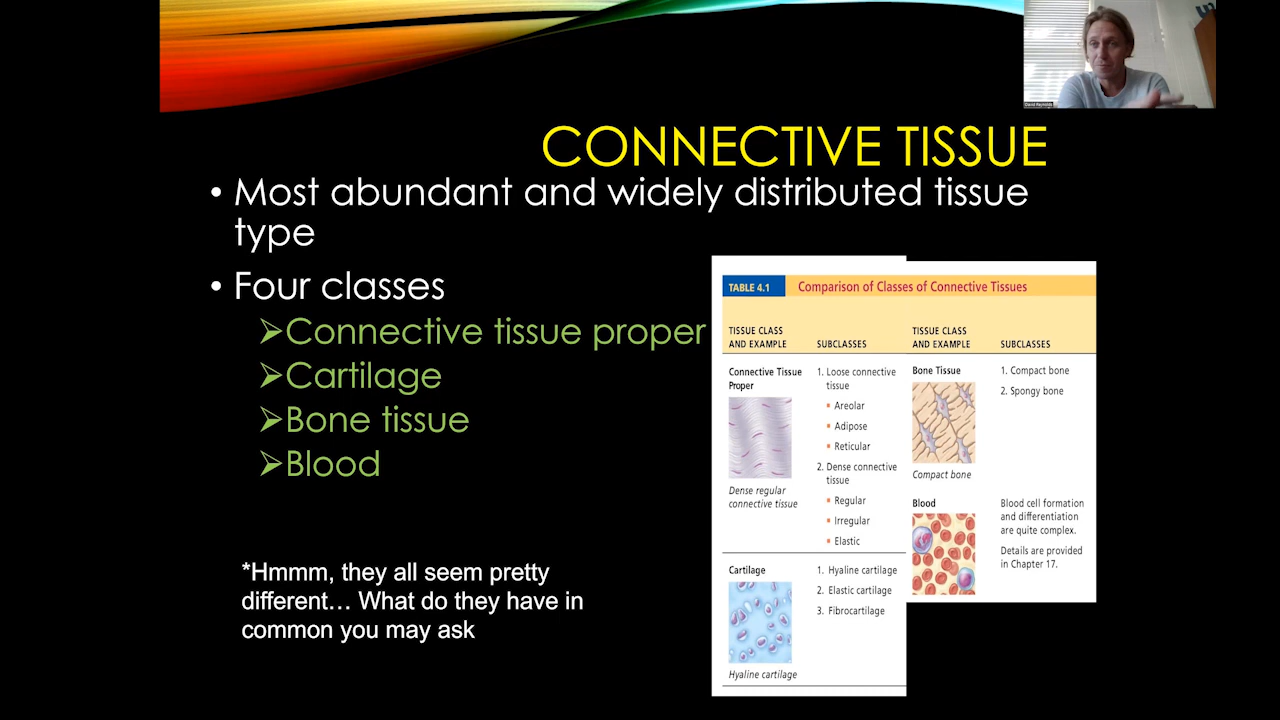 David Reynolds
CONNECTIVE TISSUE
• Most abundant and widely distributed tissue
type
• Four classes
➢Connective tissue proper
➢Cartilage
➢Bone tissue
➢Blood
*Hmmm, they all seem pretty
different… What do they have in
common you may ask
TABLE 4.1 Comparison of Classes of Connective Tissues
TISSUE CLASS
AND EXAMPLE
SUBCLASSES
Connective Tissue
Proper
Dense regular
connective tissue
1. Loose connective
tissue
▪ Areolar
▪ Adipose
▪ Reticular
2. Dense connective
tissue
▪ Regular
▪ Irregular
▪ Elastic
Cartilage
Hyaline cartilage
1. Hyaline cartilage
2. Elastic cartilage
3. Fibrocartilage
TISSUE CLASS
AND EXAMPLE
SUBCLASSES
Bone Tissue
Compact bone
1. Compact bone
2. Spongy bone
Blood
Blood cell formation
and differentiation
are quite complex.
Details are provided
in Chapter 17.